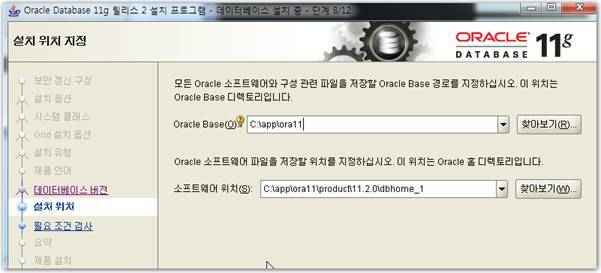 Oracle Database 11g 릴리스 2 설치 프로그램 - 데이터베이스 설치 중 - 단계 8/12
설치 위치 지정
ORACLE
DATABASE 11g
보안 갱신 구성
설치 옵션
시스템 클래스
Grid 설치 옵션
설치 유형
제품 언어
데이터베이스 버전
설치 위치
필요 조건 검사
요약
제품 설치
모든 Oracle 소프트웨어와 구성 관련 파일을 저장할 Oracle Base 경로를 지정하십시오. 이 위치는
Oracle Base 디렉토리입니다.
Oracle Base(O): C:\app\ora11 찾아보기(R)...
Oracle 소프트웨어 파일을 저장할 위치를 지정하십시오. 이 위치는 Oracle 홈 디렉토리입니다.
소프트웨어 위치(S): C:\app\ora11\product\11.2.0\dbhome_1 찾아보기(W)...